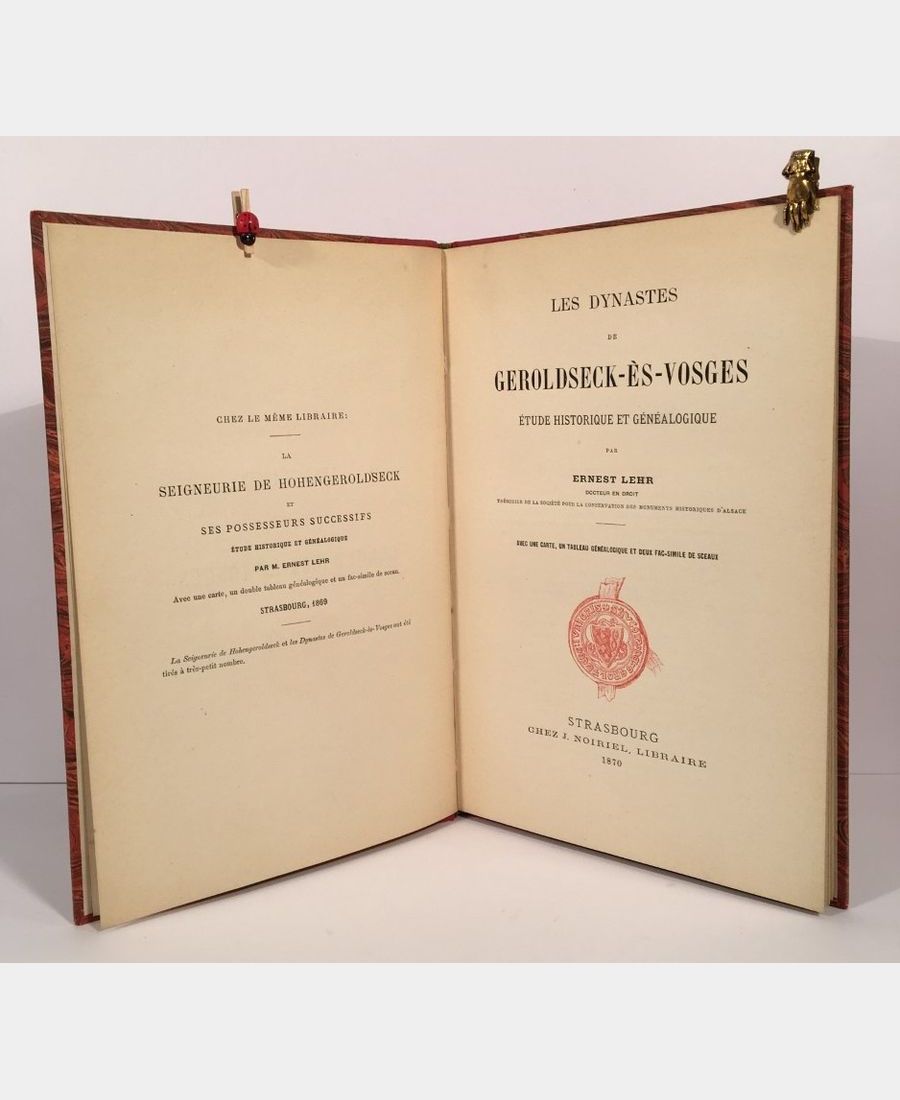 CHEZ LE MÊME LIBRAIRE:
LA
SEIGNEURIE DE HOHENGEROLDSECK
ET
SES POSSESSEURS SUCCESSIFS
ÉTUDE HISTORIQUE ET GÉNÉALOGIQUE
PAR M. ERNEST LEHR
Avec une carte, un double tableau généalogique et un fac-simile de sceau.
STRASBOURG, 1869
La Seigneurie de Hohengeroldseck et les Dynastes de Geroldseck-ès-Vosges ont été
tirés à très-petit nombre.
LES DYNASTES
DE
GEROLDSECK-ÈS-VOSGES
ÉTUDE HISTORIQUE ET GÉNÉALOGIQUE
PAR
ERNEST LEHR
DOCTEUR EN DROIT
TRÉSORIER DE LA SOCIÉTÉ POUR LA CONSERVATION DES MONUMENTS HISTORIQUES D'ALSACE
AVEC UNE CARTE, UN TABLEAU GÉNÉALOGIQUE ET DEUX FAC-SIMILE DE SCEAUX
STRASBOURG
CHEZ J. NOIRIEL, LIBRAIRE
1870